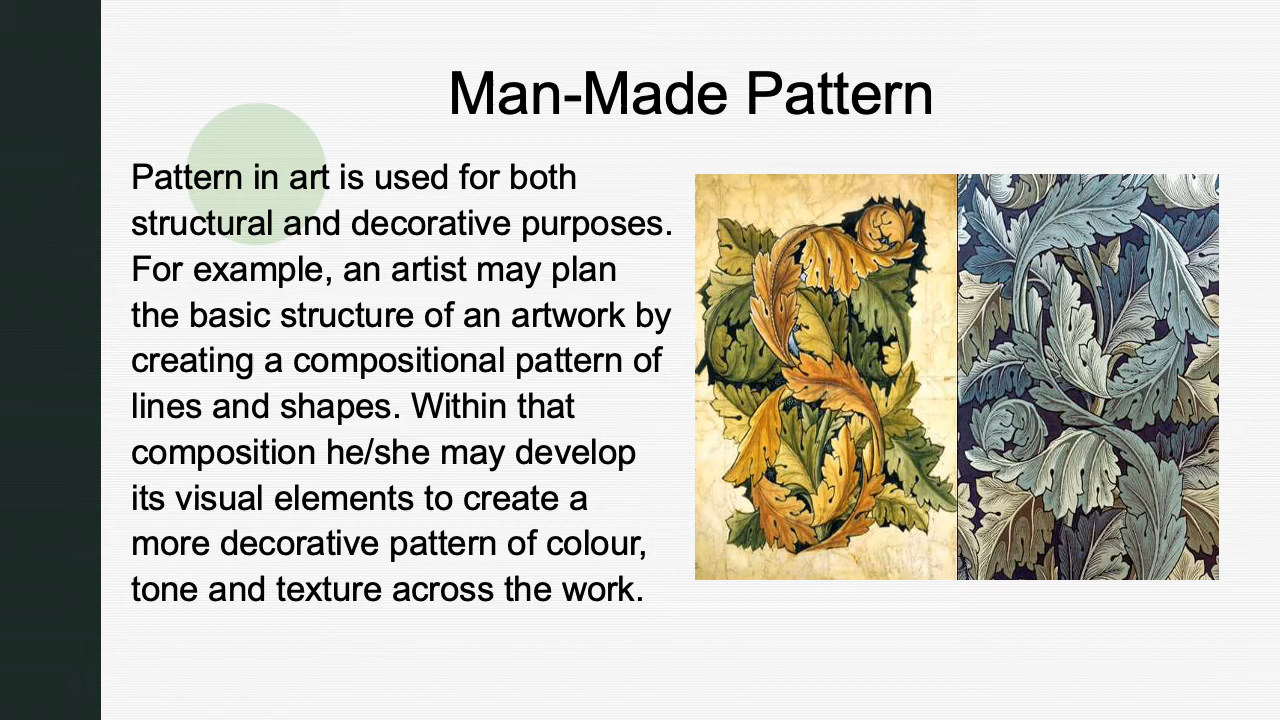 Man-Made Pattern
Pattern in art is used for both
structural and decorative purposes.
For example, an artist may plan
the basic structure of an artwork by
creating a compositional pattern of
lines and shapes. Within that
composition he/she may develop
its visual elements to create a
more decorative pattern of colour,
tone and texture across the work.